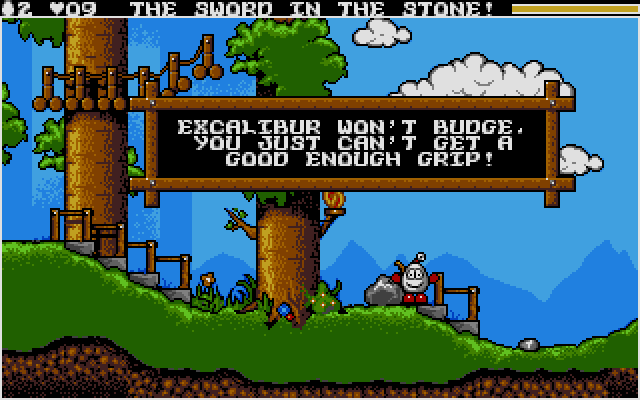 2 ♥09 THE SWORD IN THE STONE!
EXCALIBUR WON'T BUDGE.
YOU JUST CAN'T GET A
GOOD ENOUGH GRIP!